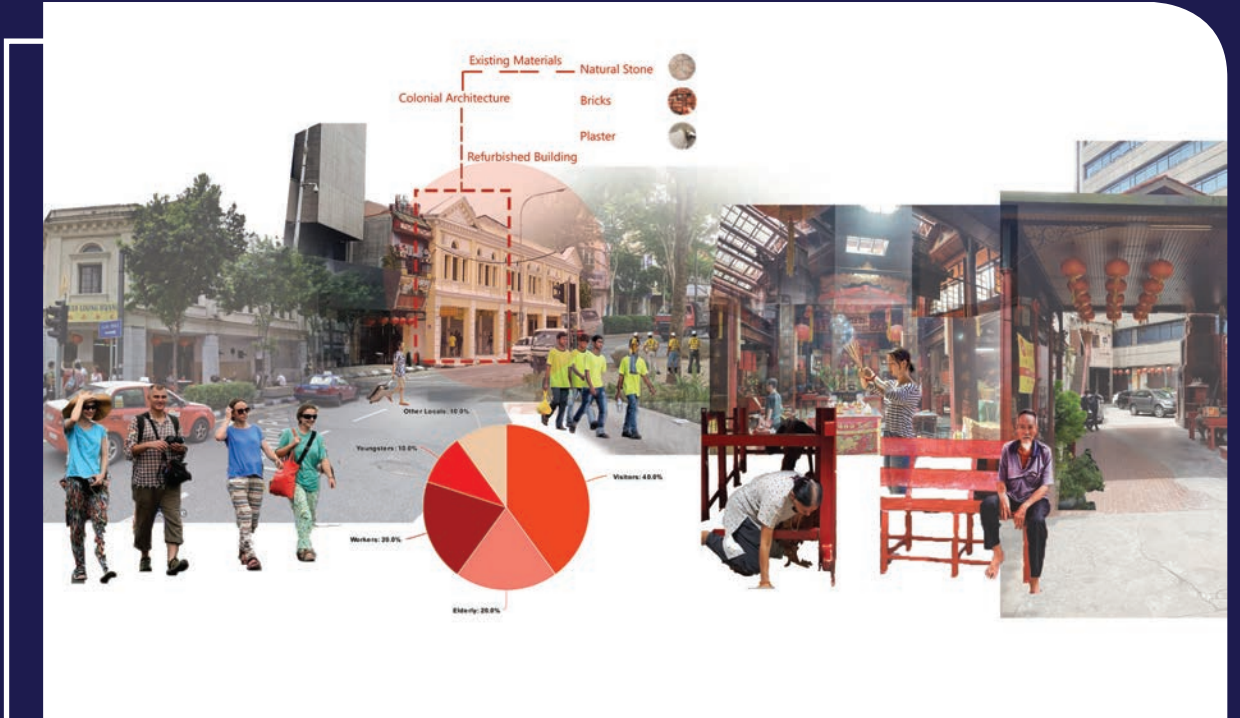 Existing Materials
Natural Stone
Colonial Architecture
Bricks
Plaster
Refurbished Building
Other Locals: 10.0%
Youngsters: 10.0%
Visitors: 40.0%
Workers: 20.0%
Elderly: 20.0%